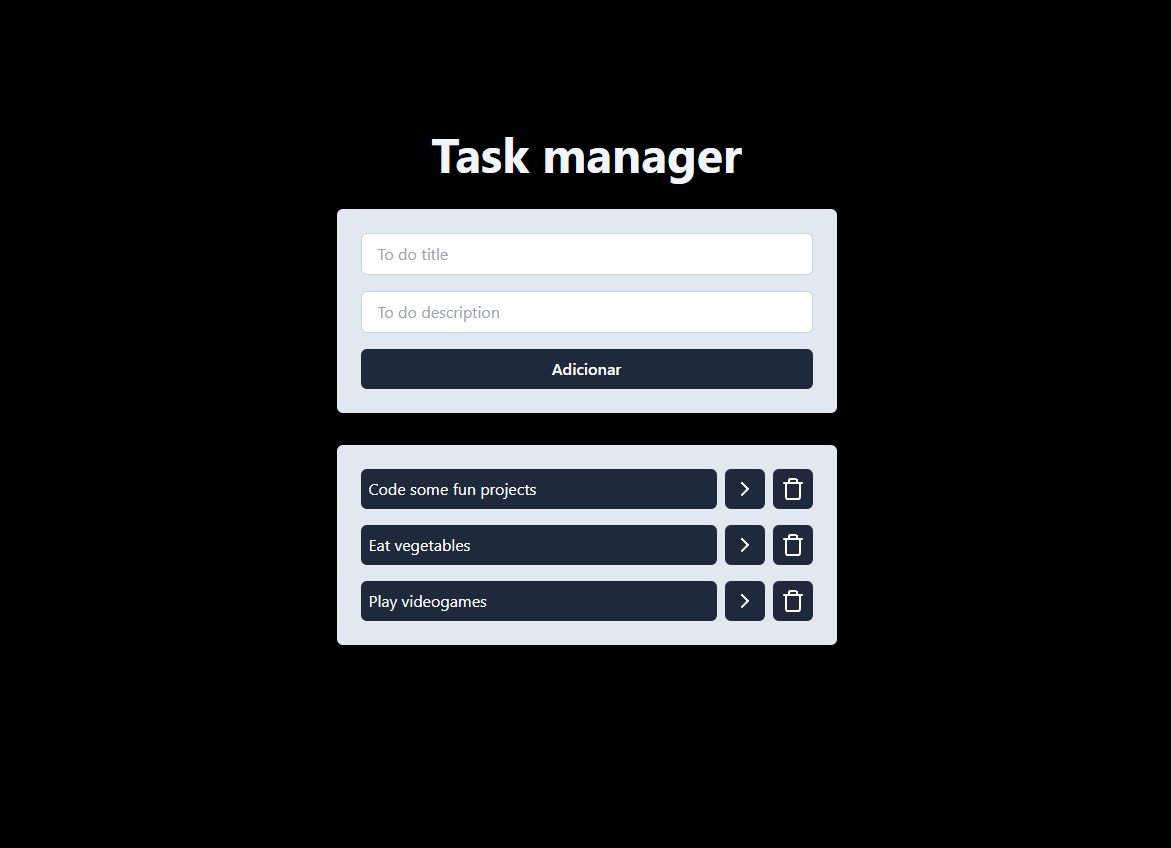 Task manager
To do title
To do description
Adicionar
Code some fun projects
Eat vegetables
Play videogames